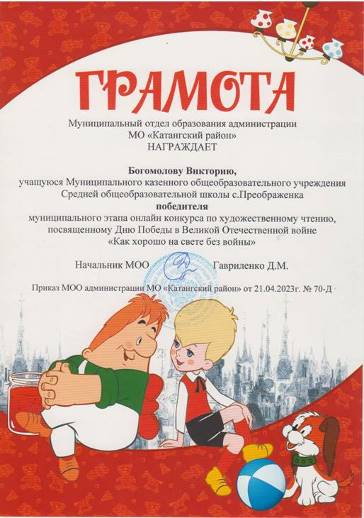 ГРАМОТА
Муниципальный отдел образования администрации
МО «Катангский район»
НАГРАЖДАЕТ
Богомолову Викторию,
учащуюся Муниципального казенного общеобразовательного учреждения
Средней общеобразовательной школы с.Преображенка
победителя
муниципального этапа онлайн конкурса по художественному чтению,
посвященному Дню Победы в Великой Отечественной войне
«Как хорошо на свете без войны»
Начальник МОО Гавриленко Д.М.
Приказ МОО администрации МО «Катангский район» от 21.04.2023г. № 70-Д